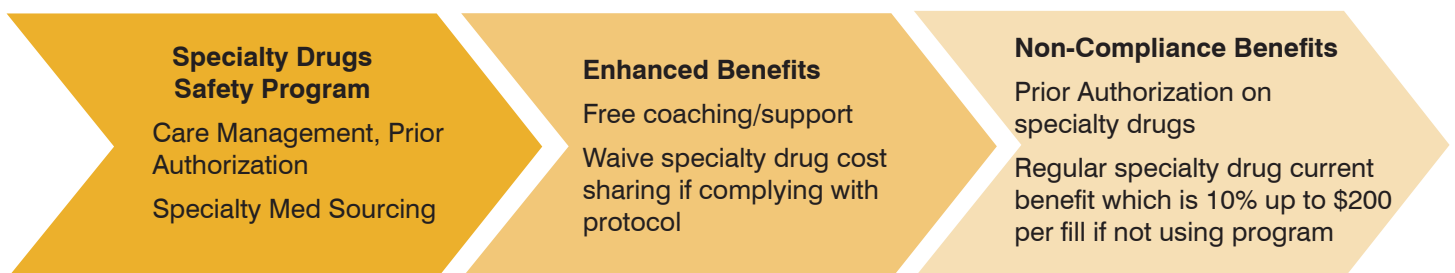 Specialty Drugs
Safety Program
Care Management, Prior
Authorization
Specialty Med Sourcing
Enhanced Benefits
Free coaching/support
Waive specialty drug cost
sharing if complying with
protocol
Non-Compliance Benefits
Prior Authorization on
specialty drugs
Regular specialty drug current
benefit which is 10% up to $200
per fill if not using program